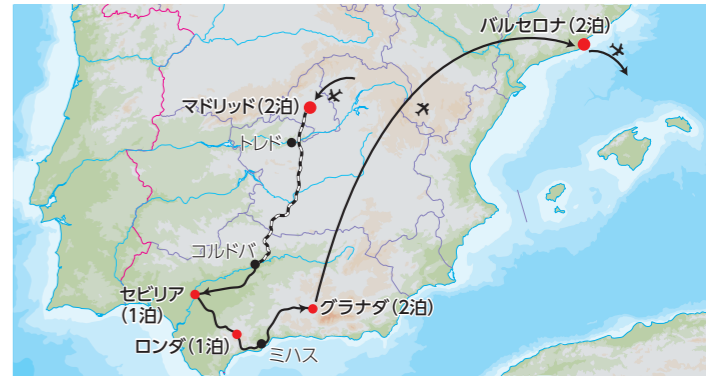 バルセロナ(2泊)
マドリッド(2泊)
トレド
コルドバ
セビリア
(1泊)
グラナダ(2泊)
ロンダ(1泊)
ミハス